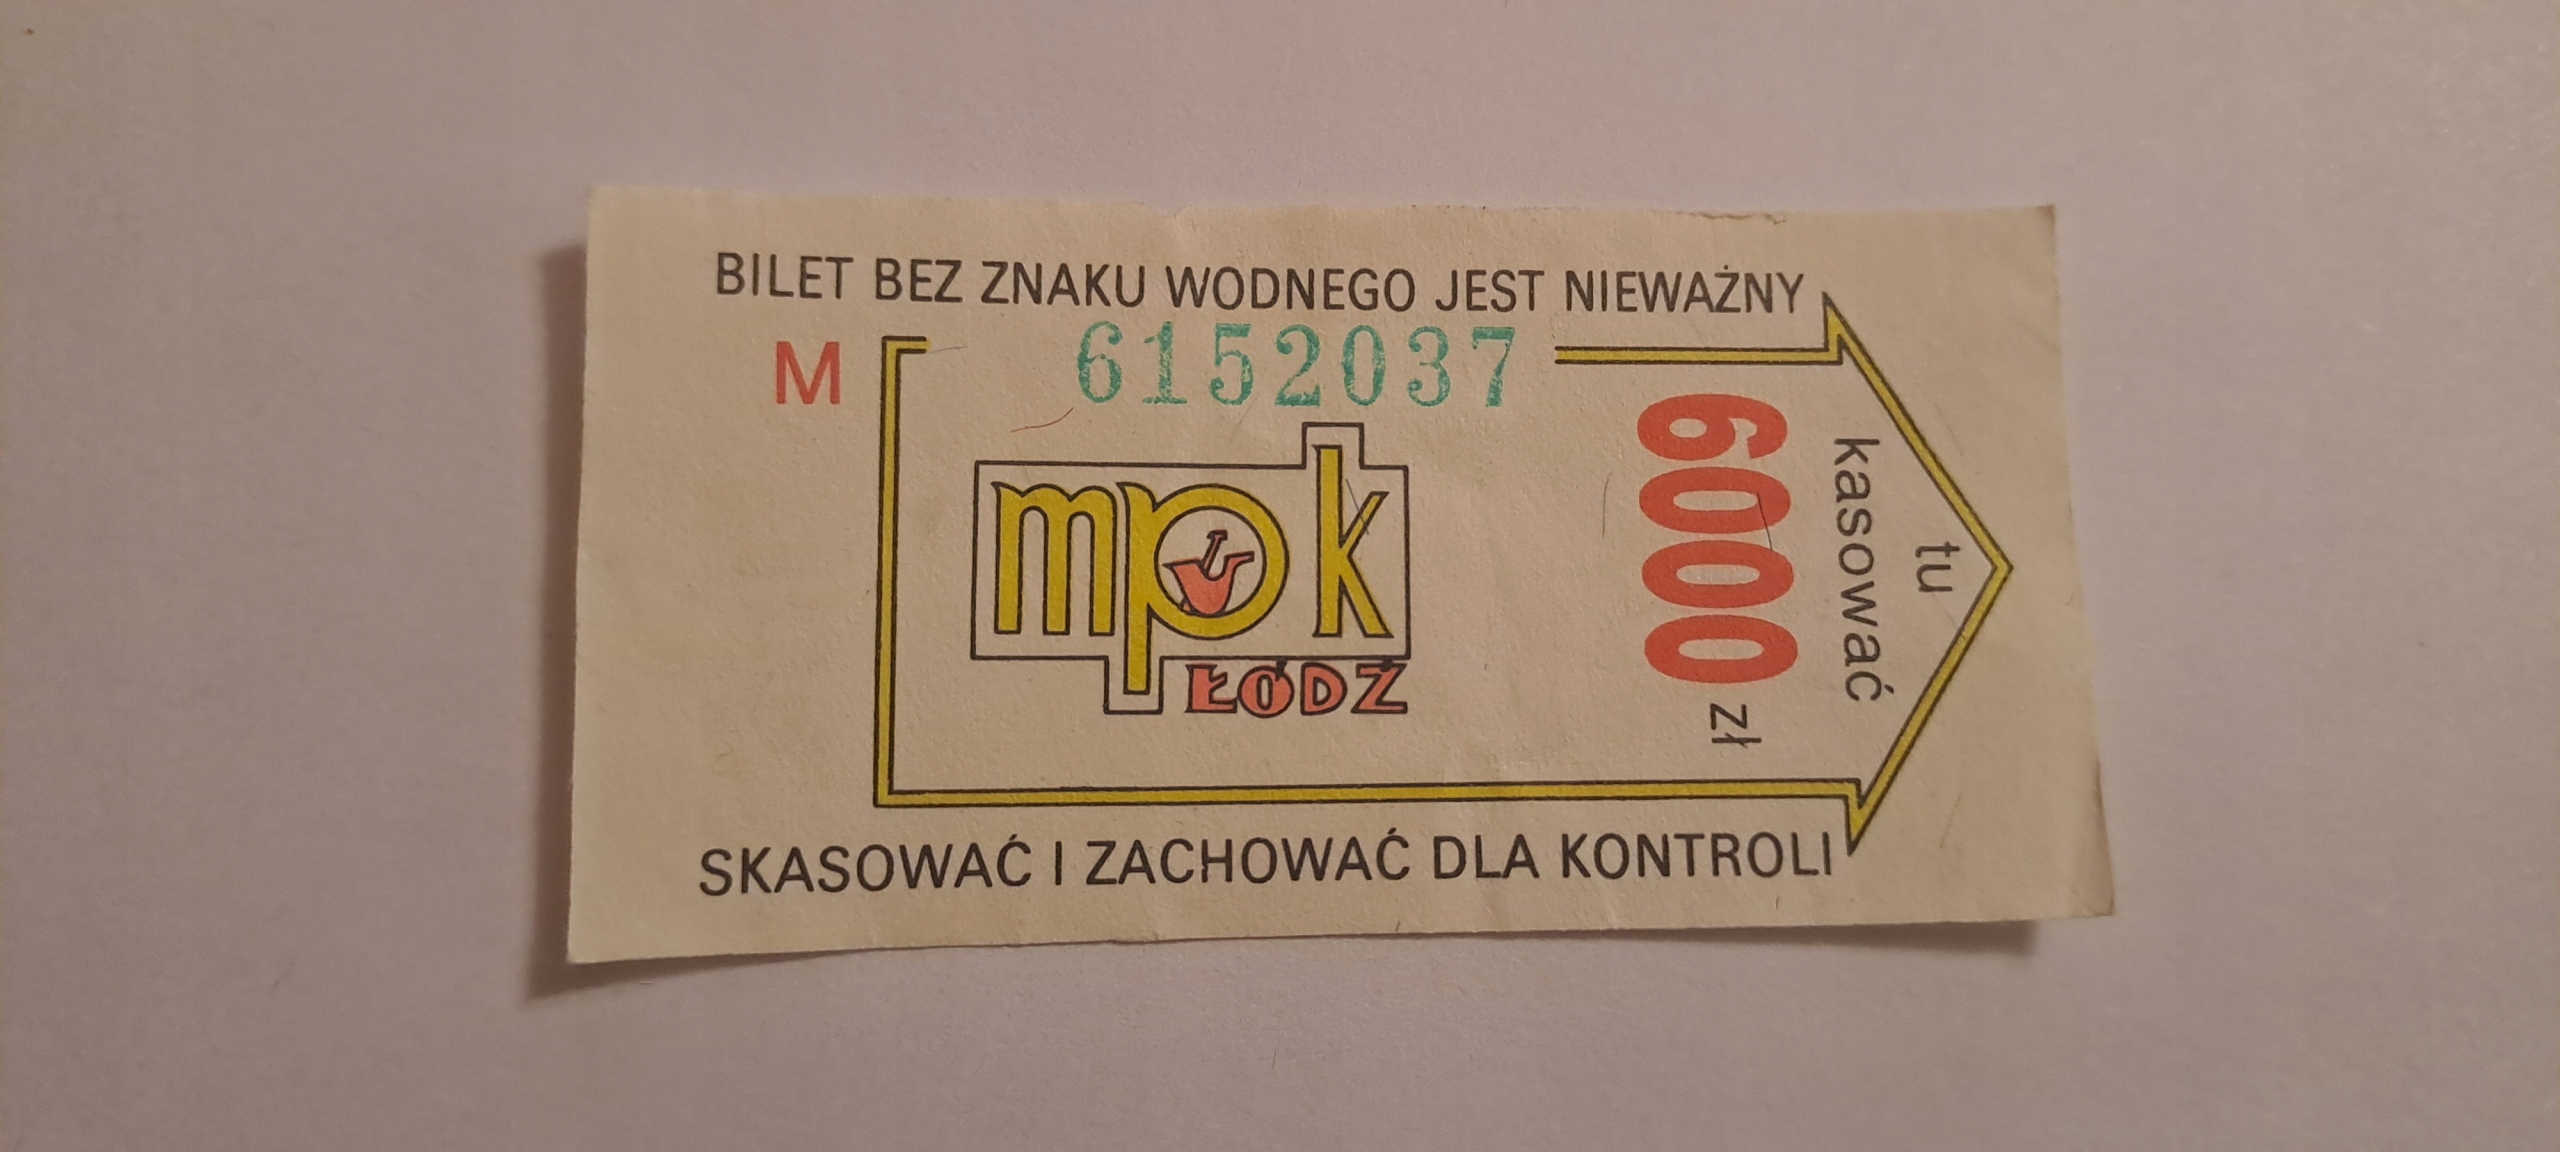 BILET BEZ ZNAKU WODNEGO JEST NIEWAŻNY
M 6152037
mpk
ŁÓDŹ
6000 zł
kasować
tu
SKASOWAĆ I ZACHOWAĆ DLA KONTROLI